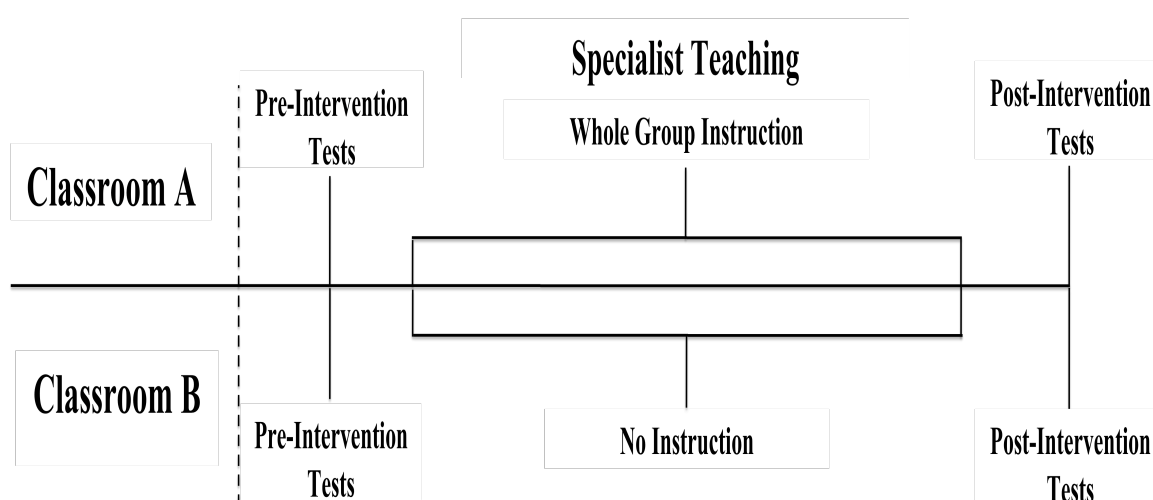 Specialist Teaching
Pre-Intervention
Tests
Whole Group Instruction
Post-Intervention
Tests
Classroom A
Classroom B
Pre-Intervention
Tests
No Instruction
Post-Intervention
Tests